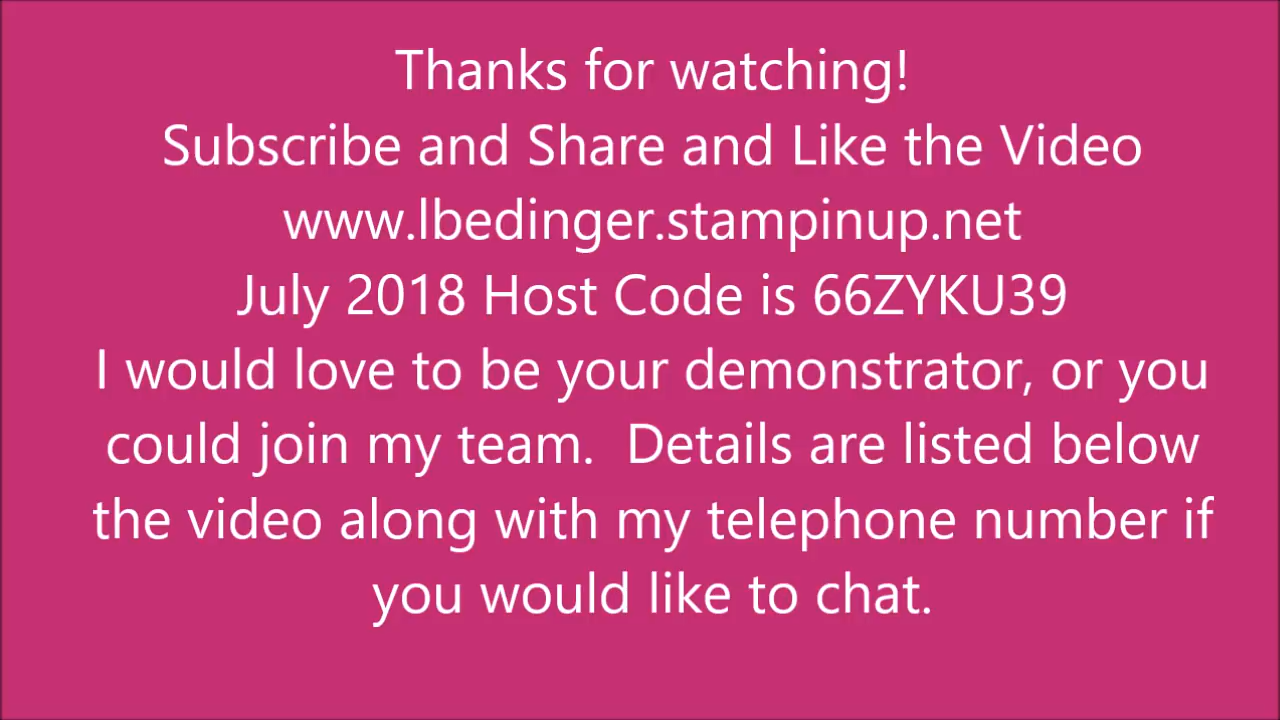 Thanks for watching!
Subscribe and Share and Like the Video
www.lbedinger.stampinup.net
July 2018 Host Code is 66ZYKU39
I would love to be your demonstrator, or you
could join my team.  Details are listed below
the video along with my telephone number if
you would like to chat.